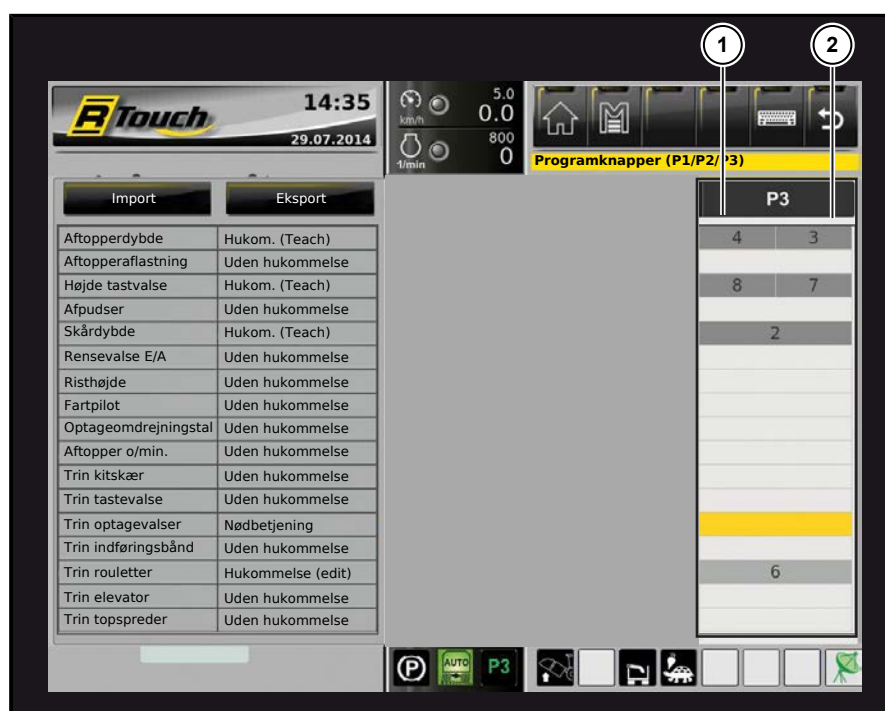 1 2
R Touch 14:35
29.07.2014
km/h 5.0
0.0
1/min 800
0
Programknapper (P1/P2/P3)
Import Eksport
Aftopperdybde Hukom. (Teach)
Aftopperaflastning Uden hukommelse
Højde tastvalse Hukom. (Teach)
Afpudser Uden hukommelse
Skårdybde Hukom. (Teach)
Rensevalse E/A Uden hukommelse
Risthøjde Uden hukommelse
Fartpilot Uden hukommelse
Optageomdrejningstal Uden hukommelse
Aftopper o/min. Uden hukommelse
Trin kitskær Uden hukommelse
Trin tastevalse Uden hukommelse
Trin optagevalser Nødbetjening
Trin indføringsbånd Uden hukommelse
Trin rouletter Hukommelse (edit)
Trin elevator Uden hukommelse
Trin topspreder Uden hukommelse
P3
4 3
8 7
2
6
P AUTO P3